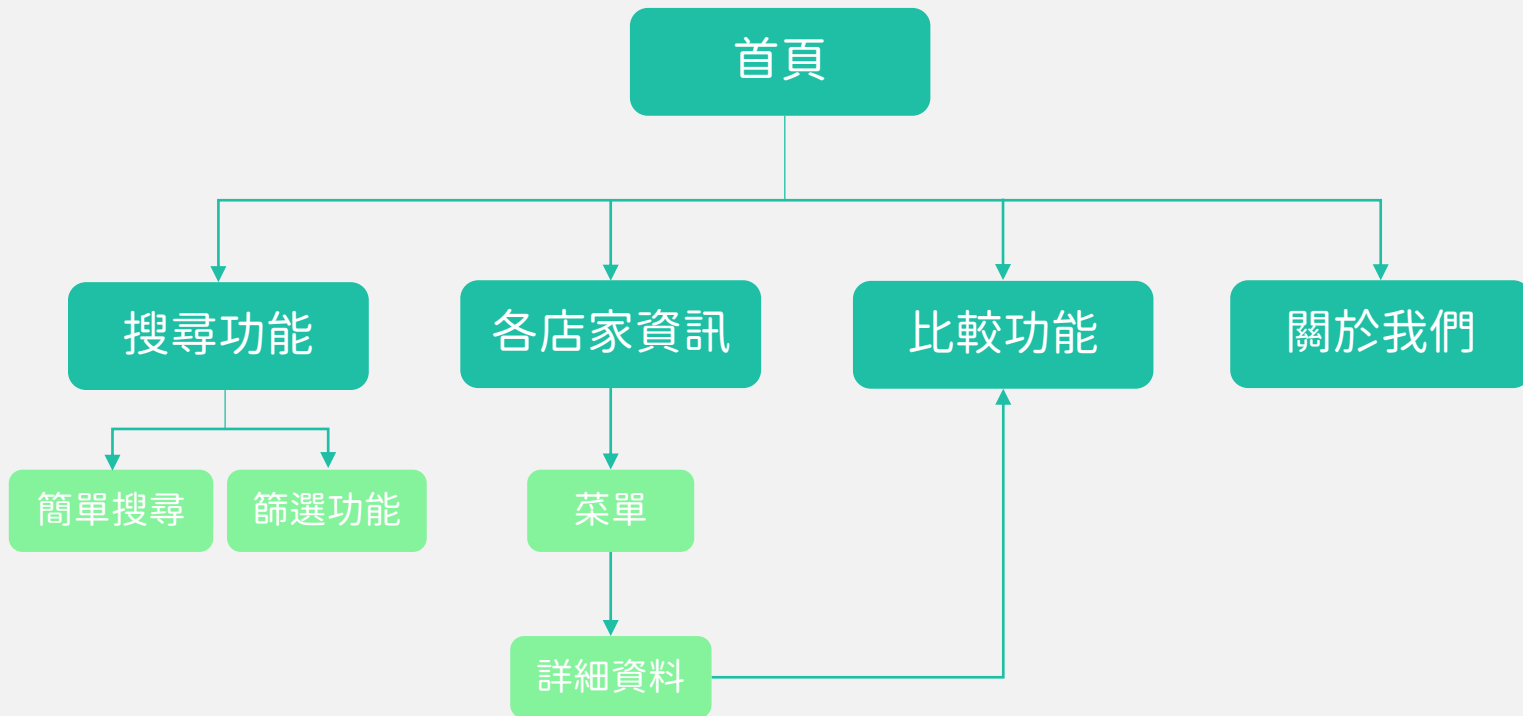 首頁
搜尋功能
各店家資訊
比較功能
關於我們
簡單搜尋
篩選功能
菜單
詳細資料